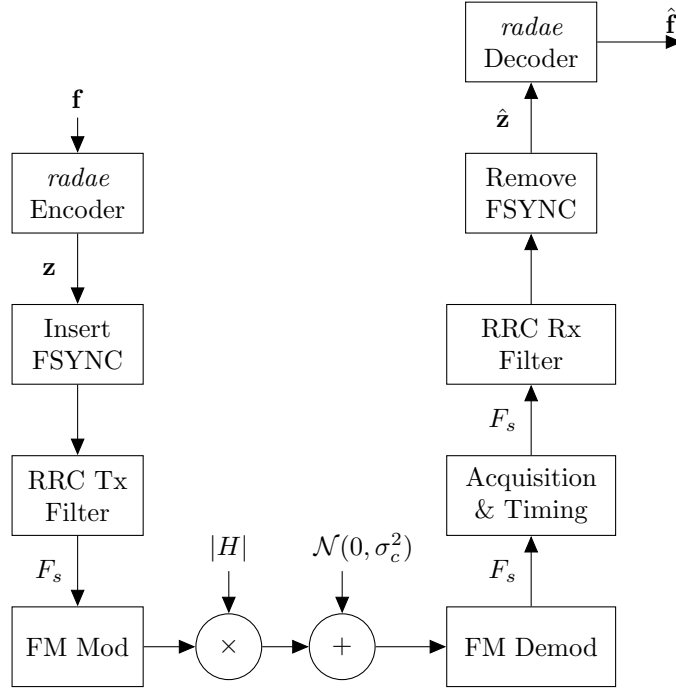 f
radae
Encoder
z
Insert
FSYNC
RRC Tx
Filter
F_s
FM Mod
|H|
×
𝒩(0, σ_c^2)
+
FM Demod
F_s
Acquisition
& Timing
F_s
RRC Rx
Filter
Remove
FSYNC
ẑ
radae
Decoder
f̂